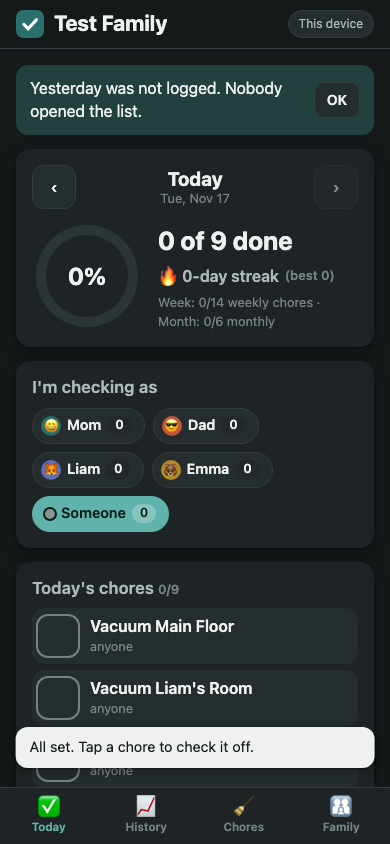 Test Family
This device
Yesterday was not logged. Nobody
opened the list.
OK
‹
Today
Tue, Nov 17
›
0%
0 of 9 done
🔥 0-day streak (best 0)
Week: 0/14 weekly chores ·
Month: 0/6 monthly
I'm checking as
Mom 0
Dad 0
Liam 0
Emma 0
Someone 0
Today's chores 0/9
Vacuum Main Floor
anyone
Vacuum Liam's Room
anyone
All set. Tap a chore to check it off.
anyone
Today
History
Chores
Family